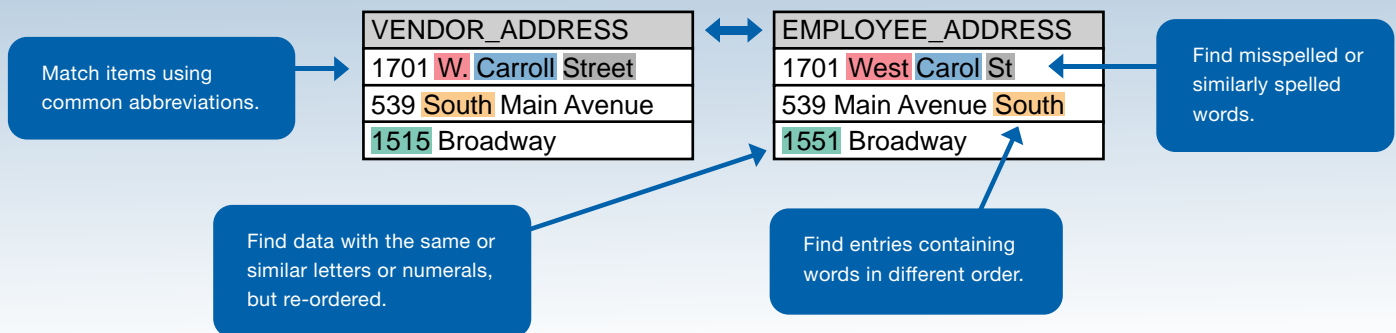 VENDOR_ADDRESS
EMPLOYEE_ADDRESS
Match items using
common abbreviations.
1701 W. Carroll Street
1701 West Carol St
Find misspelled or
similarly spelled
words.
539 South Main Avenue
539 Main Avenue South
1515 Broadway
1551 Broadway
Find data with the same or
similar letters or numerals,
but re-ordered.
Find entries containing
words in different order.